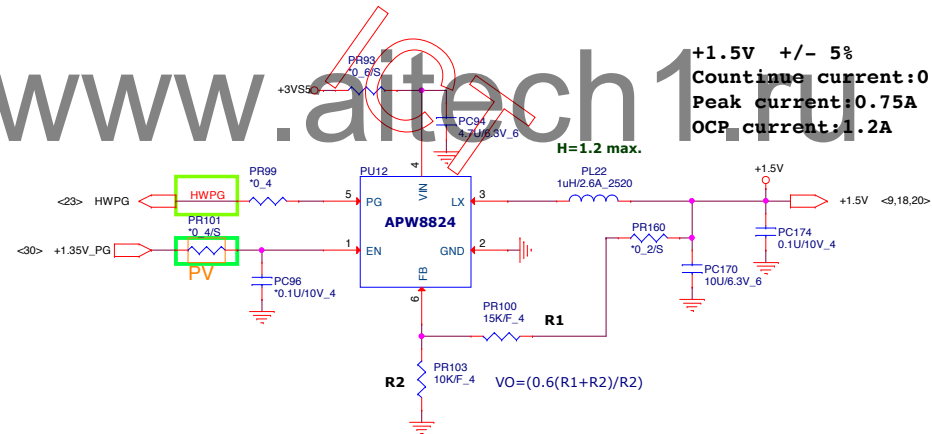 www.aitech1.ru
+1.5V +/- 5%
Countinue current:0
Peak current:0.75A
OCP current:1.2A
PR93
*0_6/S
+3VS5
PC94
4.7U/6.3V_6
H=1.2 max.
PR99
*0_4
PU12
4
VIN
PL22
1uH/2.6A_2520
+1.5V
<23> HWPG
HWPG
5
PG
LX
3
+1.5V <9,18,20>
APW8824
PR101
*0_4/S
PR160
*0_2/S
PC174
0.1U/10V_4
<30> +1.35V_PG
1
EN
GND
2
PV
FB
PC96
*0.1U/10V_4
PC170
10U/6.3V_6
6
PR100
15K/F_4
R1
R2
PR103
10K/F_4
VO=(0.6(R1+R2)/R2)